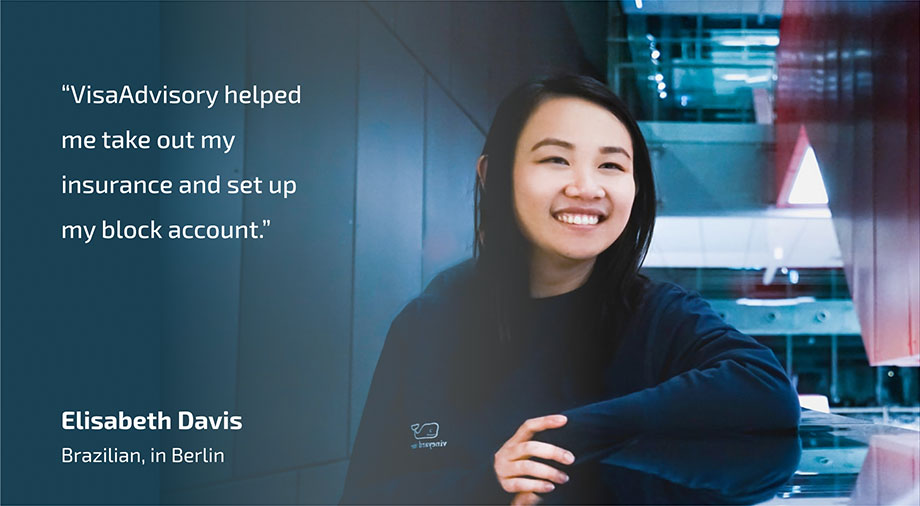 “VisaAdvisory helped
me take out my
insurance and set up
my block account.”
Elisabeth Davis
Brazilian, in Berlin